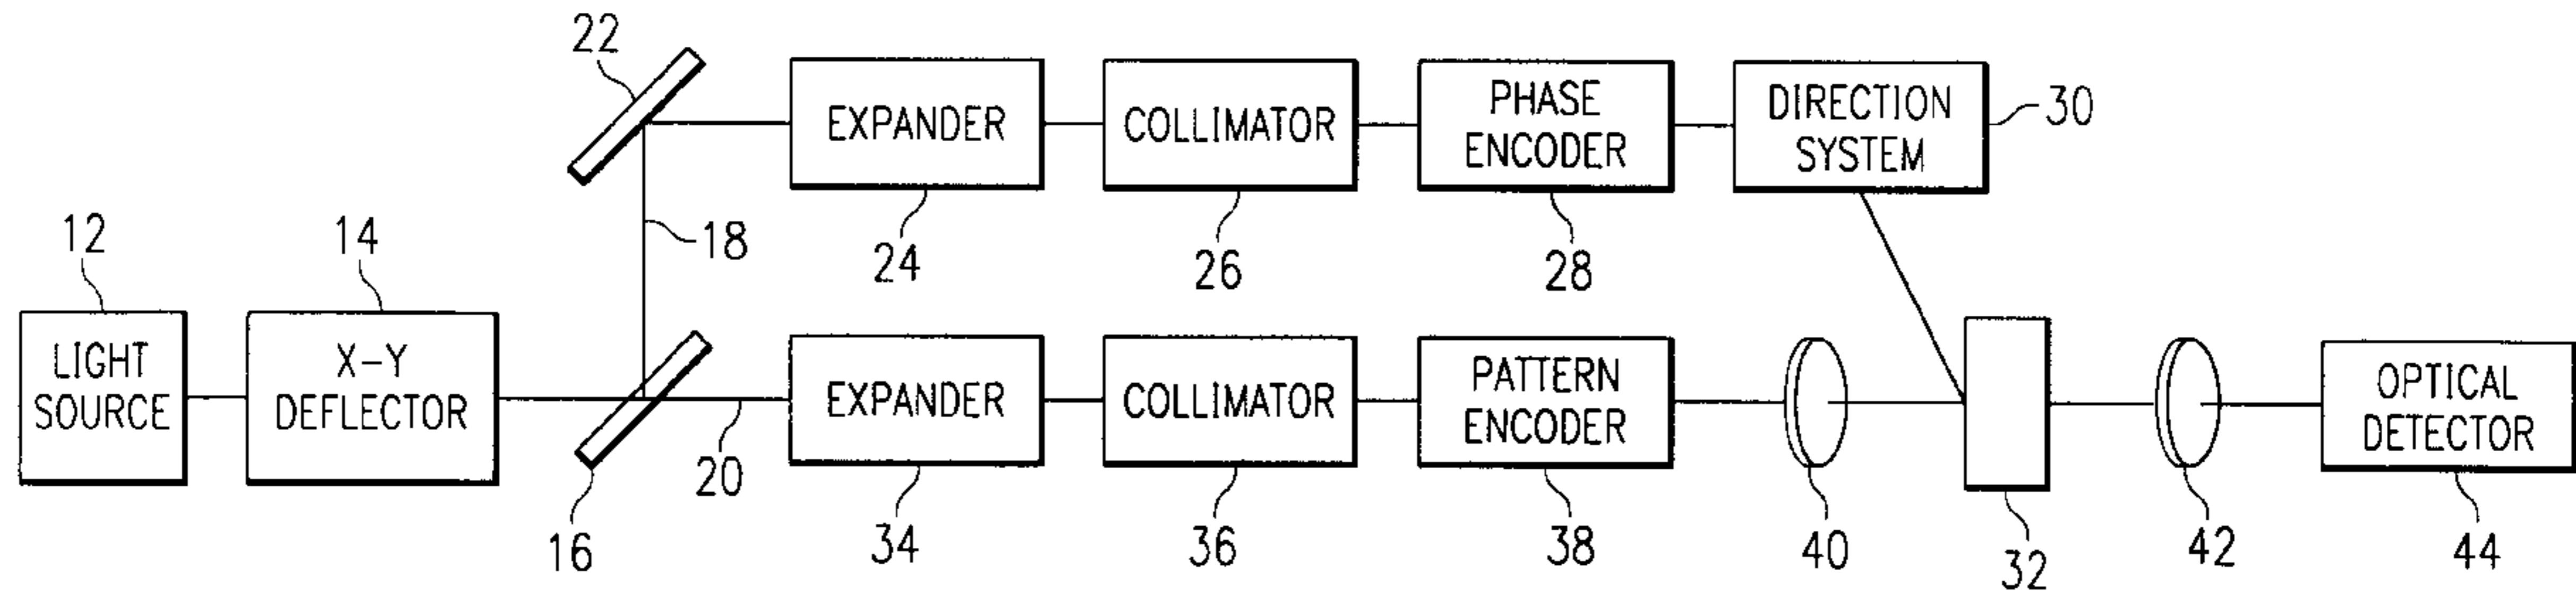 22
EXPANDER
COLLIMATOR
PHASE
ENCODER
DIRECTION
SYSTEM
30
18
24
26
28
12
14
LIGHT
SOURCE
X-Y
DEFLECTOR
EXPANDER
COLLIMATOR
PATTERN
ENCODER
OPTICAL
DETECTOR
20
16
34
36
38
40
32
42
44